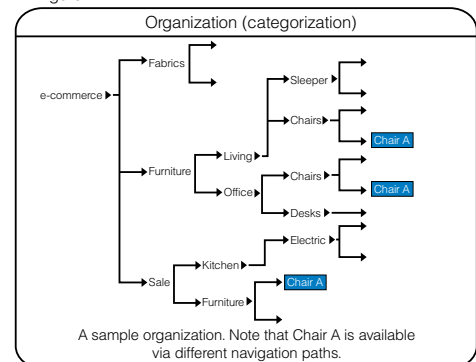 Organization (categorization)
Fabrics
Sleeper
e-commerce
Chairs
Chair A
Living
Furniture
Chairs
Office
Chair A
Desks
Electric
Kitchen
Sale
Chair A
Furniture
A sample organization. Note that Chair A is available
via different navigation paths.